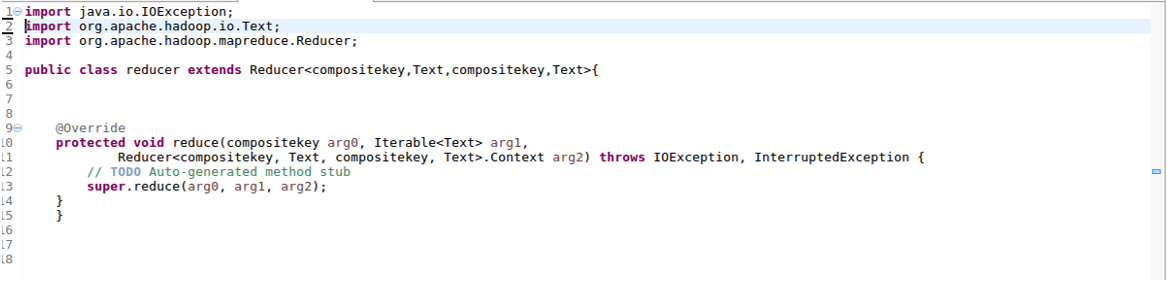 1 import java.io.IOException;
2 import org.apache.hadoop.io.Text;
3 import org.apache.hadoop.mapreduce.Reducer;
4
5 public class reducer extends Reducer<compositekey,Text,compositekey,Text>{
6
7
8
9     @Override
10     protected void reduce(compositekey arg0, Iterable<Text> arg1,
11             Reducer<compositekey, Text, compositekey, Text>.Context arg2) throws IOException, InterruptedException {
12         // TODO Auto-generated method stub
13         super.reduce(arg0, arg1, arg2);
14     }
15     }
16
17
18